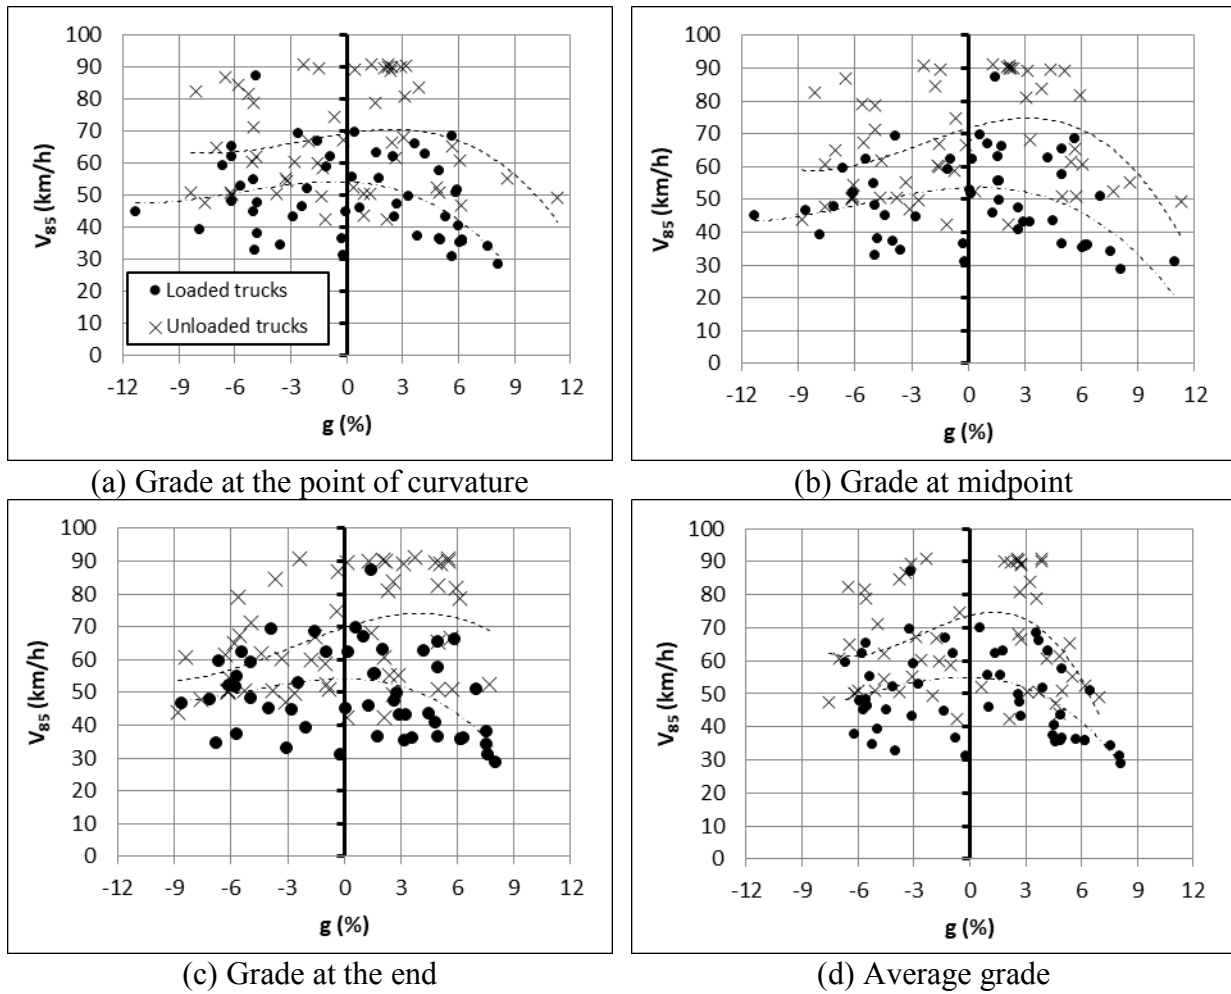 100
90
80
70
60
50
40
30
20
10
0
V85 (km/h)
Loaded trucks
Unloaded trucks
-12 -9 -6 -3 0 3 6 9 12
g (%)
(a) Grade at the point of curvature
100
90
80
70
60
50
40
30
20
10
0
V85 (km/h)
-12 -9 -6 -3 0 3 6 9 12
g (%)
(b) Grade at midpoint
100
90
80
70
60
50
40
30
20
10
0
V85 (km/h)
-12 -9 -6 -3 0 3 6 9 12
g (%)
(c) Grade at the end
100
90
80
70
60
50
40
30
20
10
0
V85 (km/h)
-12 -9 -6 -3 0 3 6 9 12
g (%)
(d) Average grade